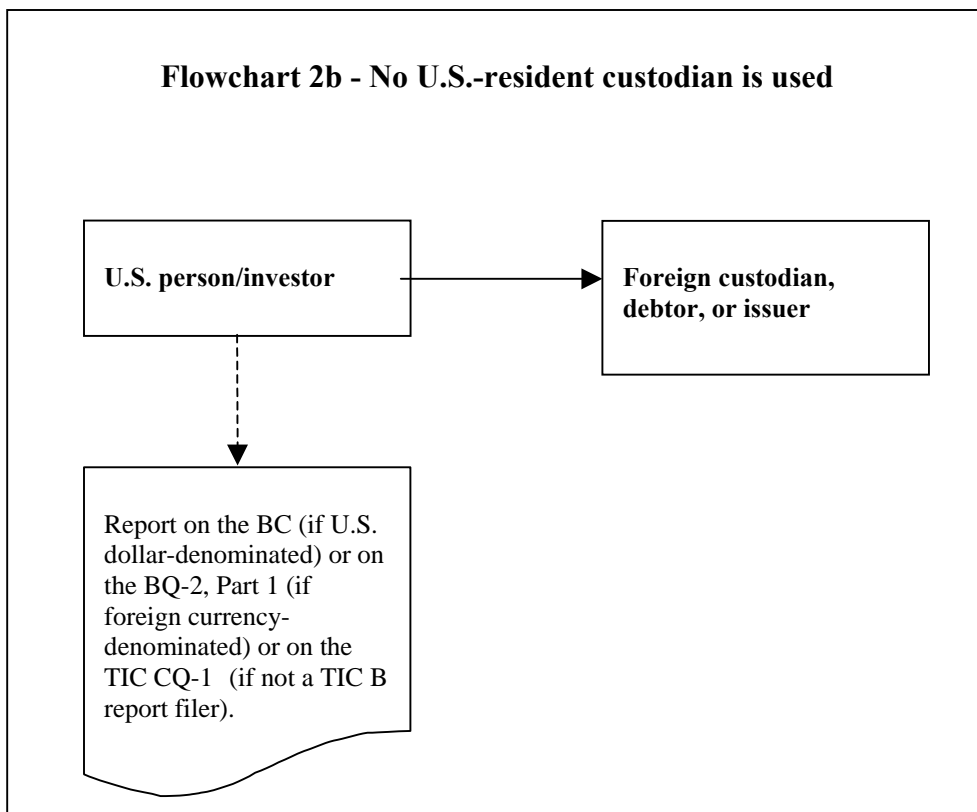 Flowchart 2b - No U.S.-resident custodian is used
U.S. person/investor
Foreign custodian,
debtor, or issuer
Report on the BC (if U.S.
dollar-denominated) or on
the BQ-2, Part 1 (if
foreign currency-
denominated) or on the
TIC CQ-1 (if not a TIC B
report filer).